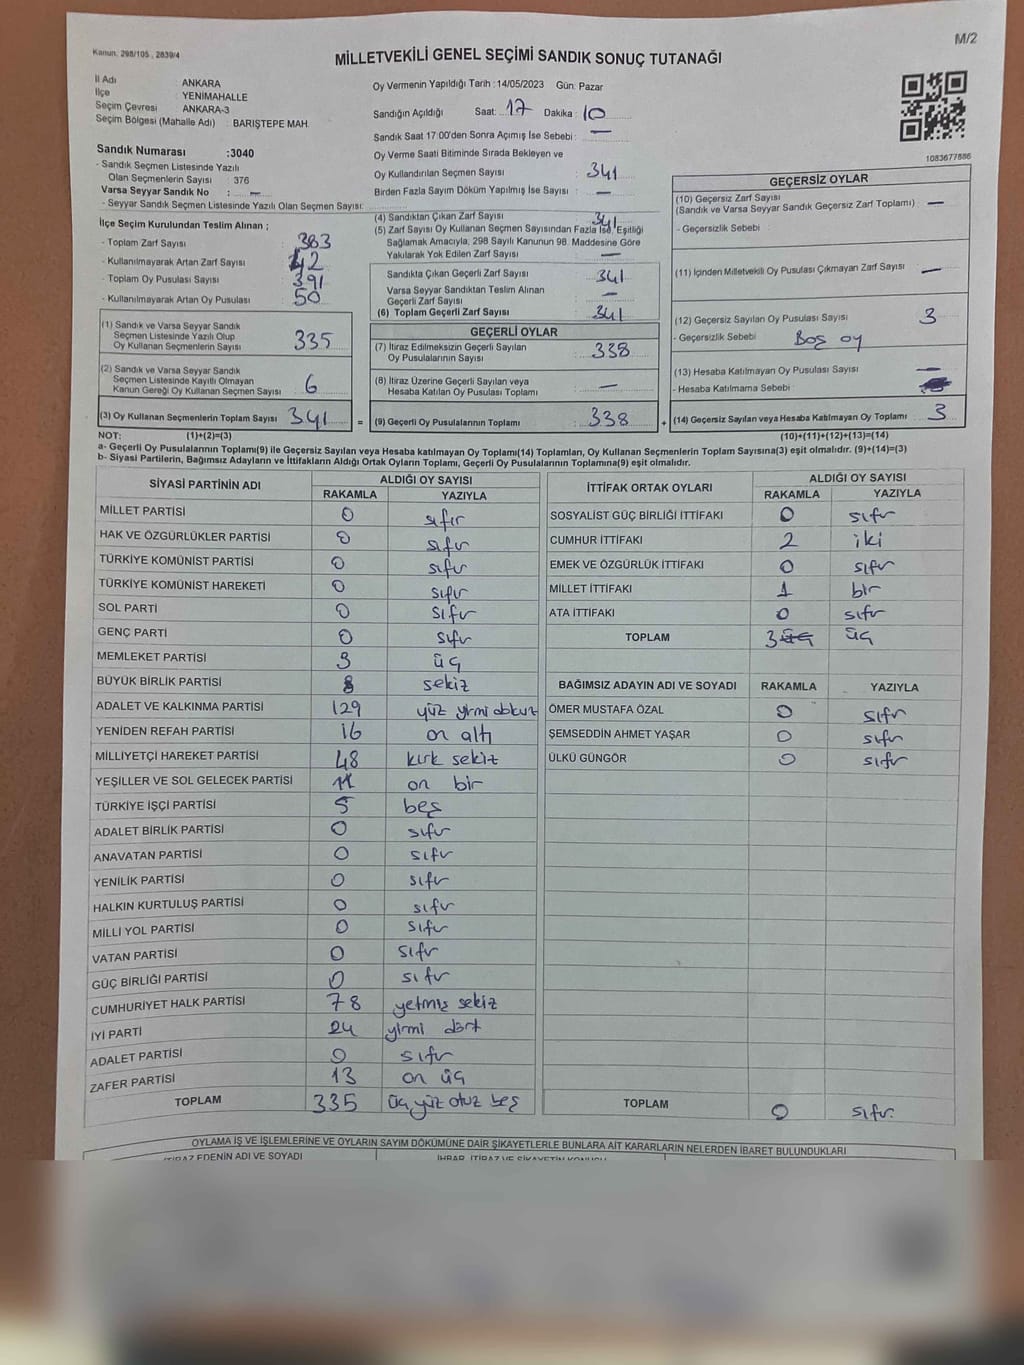 Kanun. 298/105 , 2839/4
M/2
MİLLETVEKİLİ GENEL SEÇİMİ SANDIK SONUÇ TUTANAĞI
İl Adı : ANKARA
İlçe : YENİMAHALLE
Seçim Çevresi : ANKARA-3
Seçim Bölgesi (Mahalle Adı) : BARIŞTEPE MAH.
Oy Vermenin Yapıldığı Tarih : 14/05/2023 Gün: Pazar
Sandığın Açıldığı Saat: 17 Dakika : 10
Sandık Saat 17:00'den Sonra Açımış İse Sebebi : —
Oy Verme Saati Bitiminde Sırada Bekleyen ve
Oy Kullandırılan Seçmen Sayısı : 341
Birden Fazla Sayım Döküm Yapılmış İse Sayısı : —
1083677886
Sandık Numarası :3040
- Sandık Seçmen Listesinde Yazılı
Olan Seçmenlerin Sayısı : 376
Varsa Seyyar Sandık No : —
- Seyyar Sandık Seçmen Listesinde Yazılı Olan Seçmen Sayısı:
İlçe Seçim Kurulundan Teslim Alınan ;
- Toplam Zarf Sayısı : 383
- Kullanılmayarak Artan Zarf Sayısı : 42
- Toplam Oy Pusulası Sayısı : 391
- Kullanılmayarak Artan Oy Pusulası : 50
(1) Sandık ve Varsa Seyyar Sandık
Seçmen Listesinde Yazılı Olup
Oy Kullanan Seçmenlerin Sayısı : 335
(2) Sandık ve Varsa Seyyar Sandık
Seçmen Listesinde Kayıtlı Olmayan
Kanun Gereği Oy Kullanan Seçmen Sayısı : 6
(3) Oy Kullanan Seçmenlerin Toplam Sayısı : 341
(4) Sandıktan Çıkan Zarf Sayısı : 341
(5) Zarf Sayısı Oy Kullanan Seçmen Sayısından Fazla İse, Eşitliği
Sağlamak Amacıyla, 298 Sayılı Kanunun 98. Maddesine Göre
Yakılarak Yok Edilen Zarf Sayısı : —
Sandıkta Çıkan Geçerli Zarf Sayısı : 341
Varsa Seyyar Sandıktan Teslim Alınan
Geçerli Zarf Sayısı : —
(6) Toplam Geçerli Zarf Sayısı : 341
GEÇERLİ OYLAR
(7) İtiraz Edilmeksizin Geçerli Sayılan
Oy Pusulalarının Sayısı : 338
(8) İtiraz Üzerine Geçerli Sayılan veya
Hesaba Katılan Oy Pusulası Toplamı : —
= (9) Geçerli Oy Pusulalarının Toplamı : 338
GEÇERSİZ OYLAR
(10) Geçersiz Zarf Sayısı
(Sandık ve Varsa Seyyar Sandık Geçersiz Zarf Toplamı) : —
- Geçersizlik Sebebi :
(11) İçinden Milletvekili Oy Pusulası Çıkmayan Zarf Sayısı : —
(12) Geçersiz Sayılan Oy Pusulası Sayısı : 3
- Geçersizlik Sebebi : Boş oy
(13) Hesaba Katılmayan Oy Pusulası Sayısı : —
- Hesaba Katılmama Sebebi :
+ (14) Geçersiz Sayılan veya Hesaba Katılmayan Oy Toplamı : 3
NOT: (1)+(2)=(3) (10)+(11)+(12)+(13)=(14)
a- Geçerli Oy Pusulalarının Toplamı(9) ile Geçersiz Sayılan veya Hesaba katılmayan Oy Toplamı(14) Toplamları, Oy Kullanan Seçmenlerin Toplam Sayısına(3) eşit olmalıdır. (9)+(14)=(3)
b- Siyasi Partilerin, Bağımsız Adayların ve İttifakların Aldığı Ortak Oyların Toplamı, Geçerli Oy Pusulalarının Toplamına(9) eşit olmalıdır.
SİYASİ PARTİNİN ADI ALDIĞI OY SAYISI
RAKAMLA YAZIYLA
MİLLET PARTİSİ 0 sıfır
HAK VE ÖZGÜRLÜKLER PARTİSİ 0 sıfır
TÜRKİYE KOMÜNİST PARTİSİ 0 sıfır
TÜRKİYE KOMÜNİST HAREKETİ 0 sıfır
SOL PARTİ 0 sıfır
GENÇ PARTİ 0 sıfır
MEMLEKET PARTİSİ 3 üç
BÜYÜK BİRLİK PARTİSİ 8 sekiz
ADALET VE KALKINMA PARTİSİ 129 yüz yirmi dokuz
YENİDEN REFAH PARTİSİ 16 on altı
MİLLİYETÇİ HAREKET PARTİSİ 48 kırk sekiz
YEŞİLLER VE SOL GELECEK PARTİSİ 11 on bir
TÜRKİYE İŞÇİ PARTİSİ 5 beş
ADALET BİRLİK PARTİSİ 0 sıfır
ANAVATAN PARTİSİ 0 sıfır
YENİLİK PARTİSİ 0 sıfır
HALKIN KURTULUŞ PARTİSİ 0 sıfır
MİLLİ YOL PARTİSİ 0 sıfır
VATAN PARTİSİ 0 sıfır
GÜÇ BİRLİĞİ PARTİSİ 0 sıfır
CUMHURİYET HALK PARTİSİ 78 yetmiş sekiz
İYİ PARTİ 24 yirmi dört
ADALET PARTİSİ 0 sıfır
ZAFER PARTİSİ 13 on üç
TOPLAM 335 üç yüz otuz beş
İTTİFAK ORTAK OYLARI ALDIĞI OY SAYISI
RAKAMLA YAZIYLA
SOSYALİST GÜÇ BİRLİĞİ İTTİFAKI 0 sıfır
CUMHUR İTTİFAKI 2 iki
EMEK VE ÖZGÜRLÜK İTTİFAKI 0 sıfır
MİLLET İTTİFAKI 1 bir
ATA İTTİFAKI 0 sıfır
TOPLAM 3 üç üç
BAĞIMSIZ ADAYIN ADI VE SOYADI RAKAMLA YAZIYLA
ÖMER MUSTAFA ÖZAL 0 sıfır
ŞEMSEDDİN AHMET YAŞAR 0 sıfır
ÜLKÜ GÜNGÖR 0 sıfır
TOPLAM 0 sıfır.
OYLAMA İŞ VE İŞLEMLERİNE VE OYLARIN SAYIM DÖKÜMÜNE DAİR ŞİKAYETLERLE BUNLARA AİT KARARLARIN NELERDEN İBARET BULUNDUKLARI
İTİRAZ EDENİN ADI VE SOYADI İHBAR, İTİRAZ VE ŞİKAYETİN KONUSU